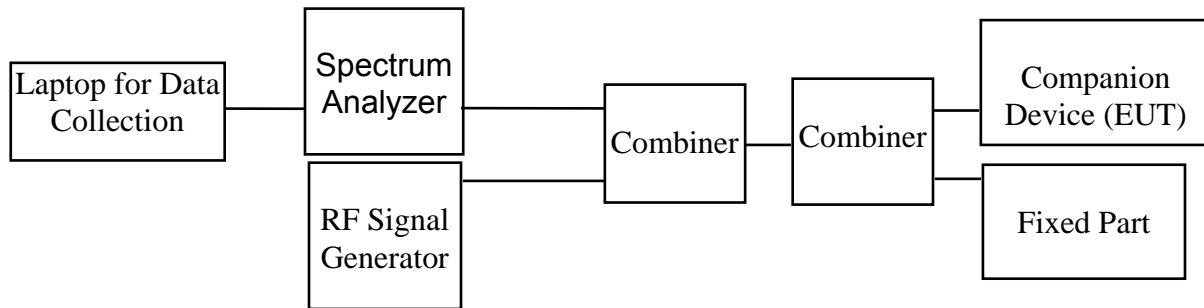 Laptop for Data
Collection
Spectrum
Analyzer
RF Signal
Generator
Combiner
Combiner
Companion
Device (EUT)
Fixed Part